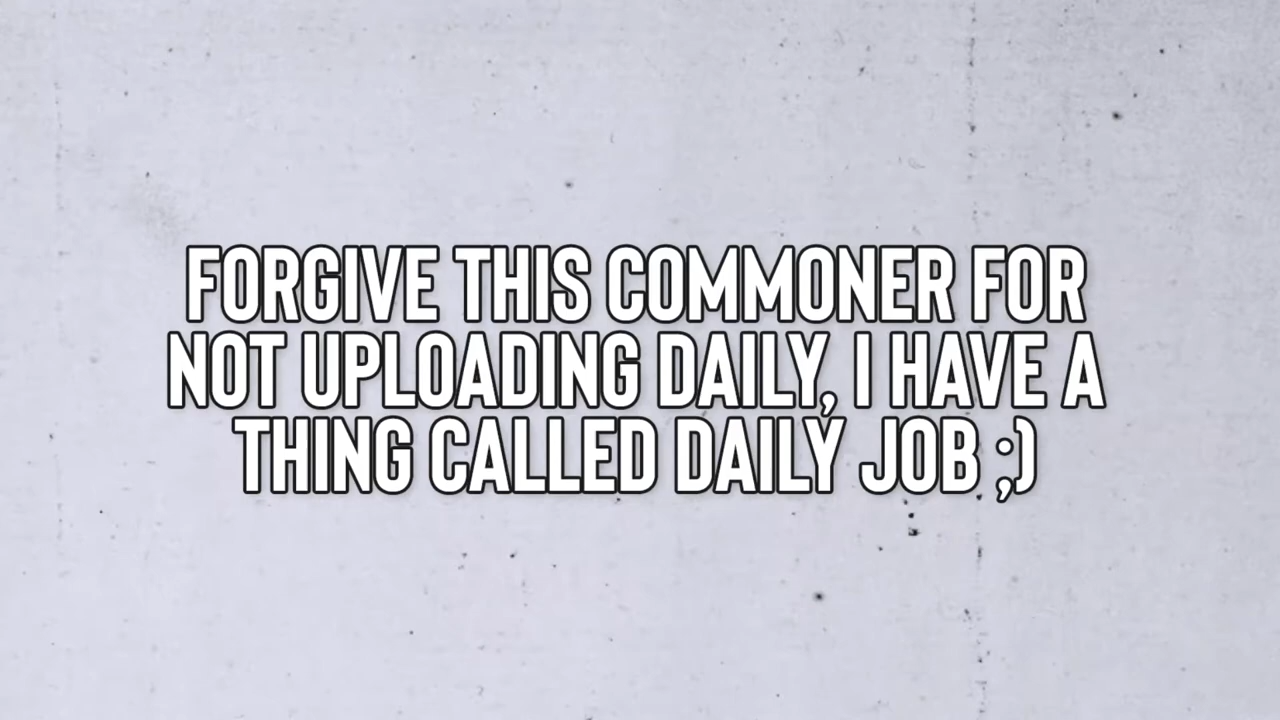 FORGIVE THIS COMMONER FOR
NOT UPLOADING DAILY, I HAVE A
THING CALLED DAILY JOB ;)